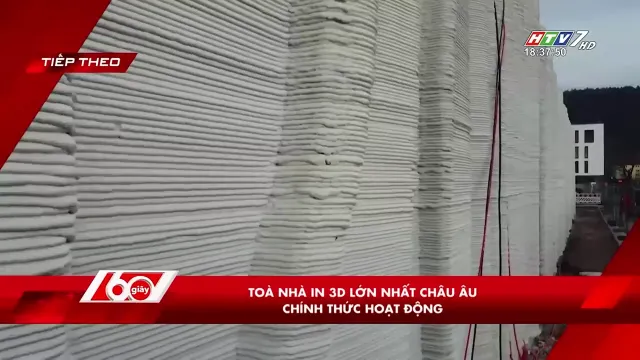 TIẾP THEO
HTV7 HD
18:37:50
60 giây
TOÀ NHÀ IN 3D LỚN NHẤT CHÂU ÂU
CHÍNH THỨC HOẠT ĐỘNG